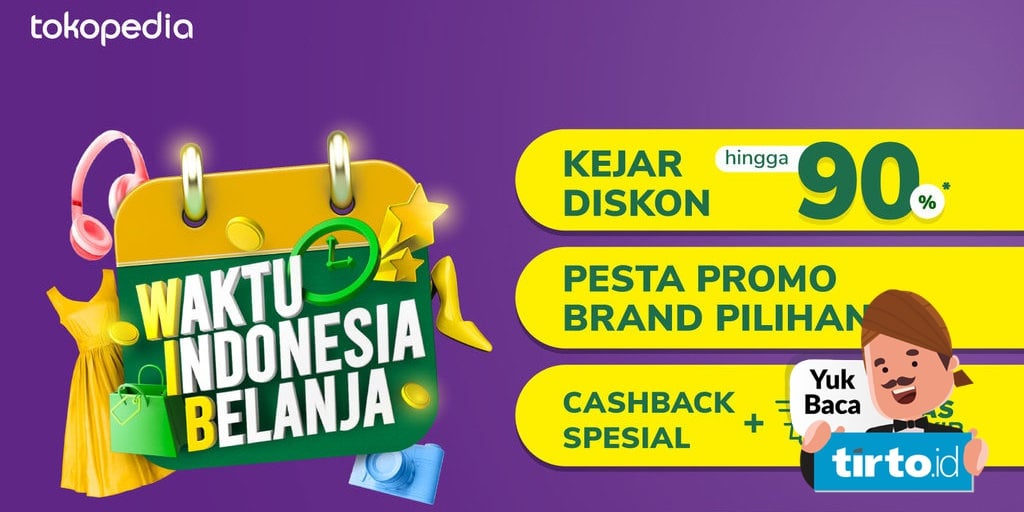 tokopedia
WAKTU
INDONESIA
BELANJA
KEJAR
DISKON
hingga
90%*
PESTA PROMO
BRAND PILIHAN
CASHBACK
SPESIAL
+
Yuk
Baca
tirto.id